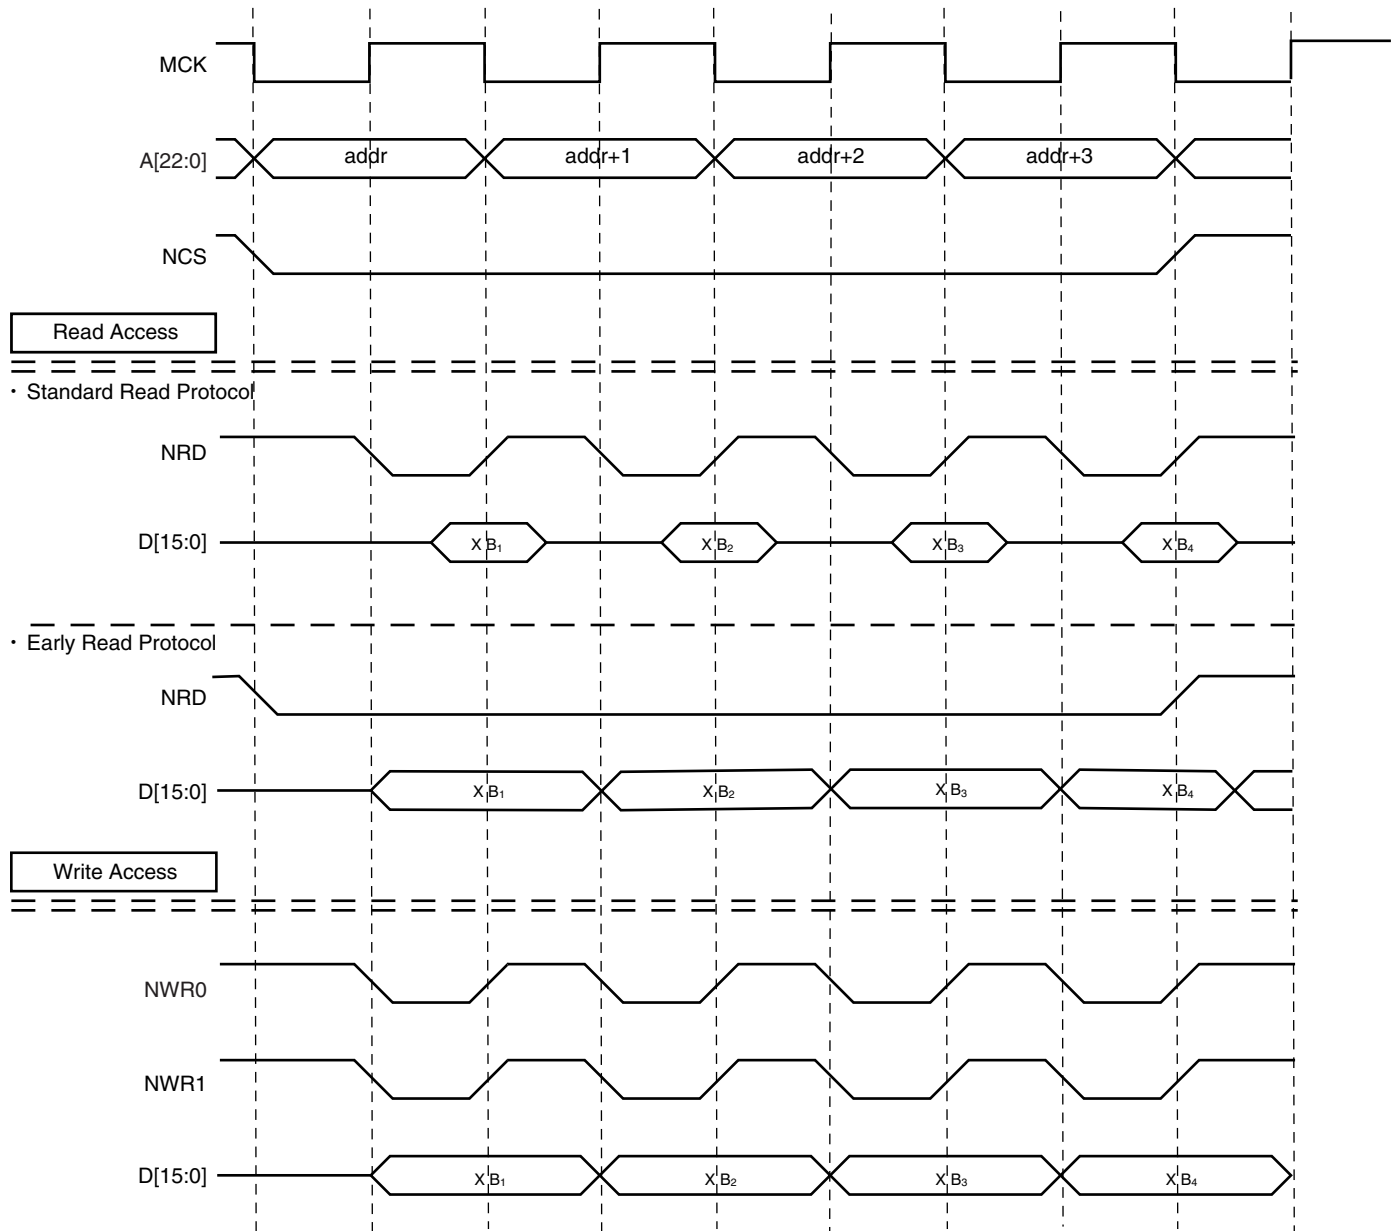 MCK
A[22:0]
addr addr+1 addr+2 addr+3
NCS
Read Access
· Standard Read Protocol
NRD
D[15:0]
X B₁ X B₂ X B₃ X B₄
· Early Read Protocol
NRD
D[15:0]
X B₁ X B₂ X B₃ X B₄
Write Access
NWR0
NWR1
D[15:0]
X B₁ X B₂ X B₃ X B₄